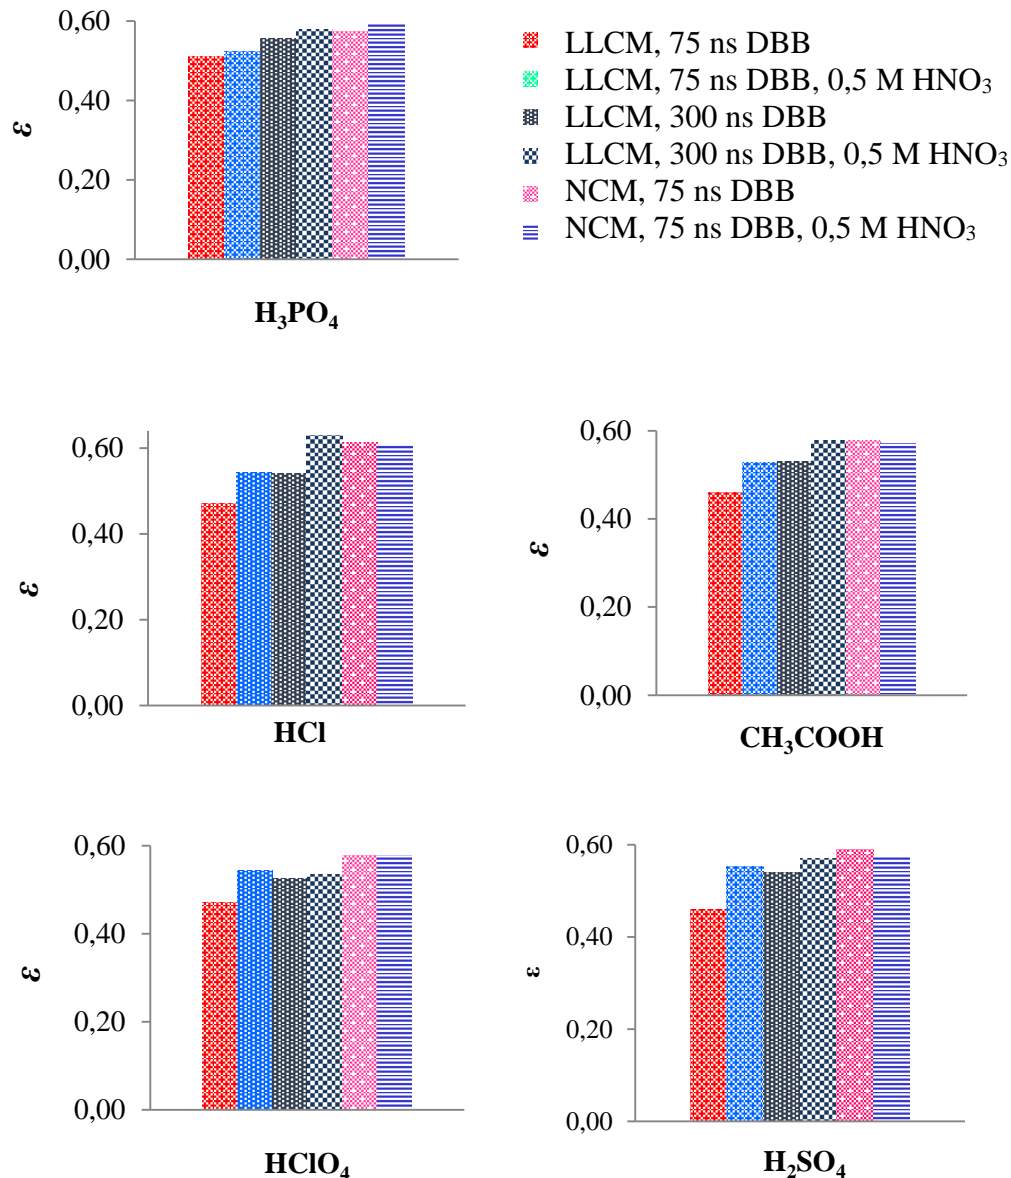 0,60
0,40
0,20
0,00
ε
H₃PO₄
LLCM, 75 ns DBB
LLCM, 75 ns DBB, 0,5 M HNO₃
LLCM, 300 ns DBB
LLCM, 300 ns DBB, 0,5 M HNO₃
NCM, 75 ns DBB
NCM, 75 ns DBB, 0,5 M HNO₃
0,60
0,40
0,20
0,00
ε
HCl
0,60
0,40
0,20
0,00
ε
CH₃COOH
0,60
0,40
0,20
0,00
ε
HClO₄
0,60
0,40
0,20
0,00
ε
H₂SO₄